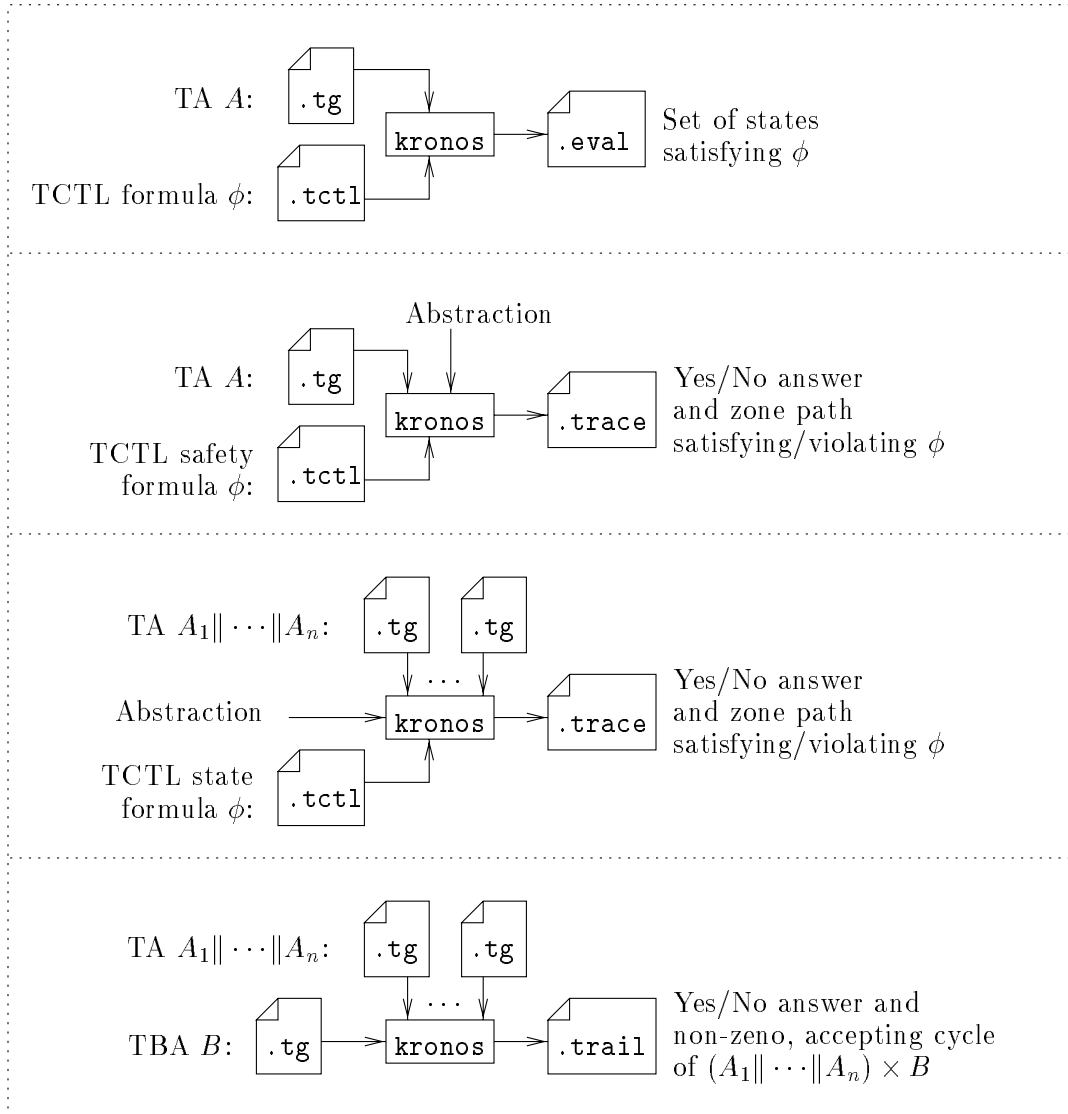 TA A:
.tg
kronos
.eval
Set of states
satisfying ϕ
TCTL formula ϕ:
.tctl
Abstraction
TA A:
.tg
kronos
.trace
Yes/No answer
and zone path
satisfying/violating ϕ
TCTL safety
formula ϕ:
.tctl
TA A₁‖ ··· ‖Aₙ:
.tg
.tg
···
Abstraction
kronos
.trace
Yes/No answer
and zone path
satisfying/violating ϕ
TCTL state
formula ϕ:
.tctl
TA A₁‖ ··· ‖Aₙ:
.tg
.tg
···
TBA B:
.tg
kronos
.trail
Yes/No answer and
non-zeno, accepting cycle
of (A₁‖ ··· ‖Aₙ) × B